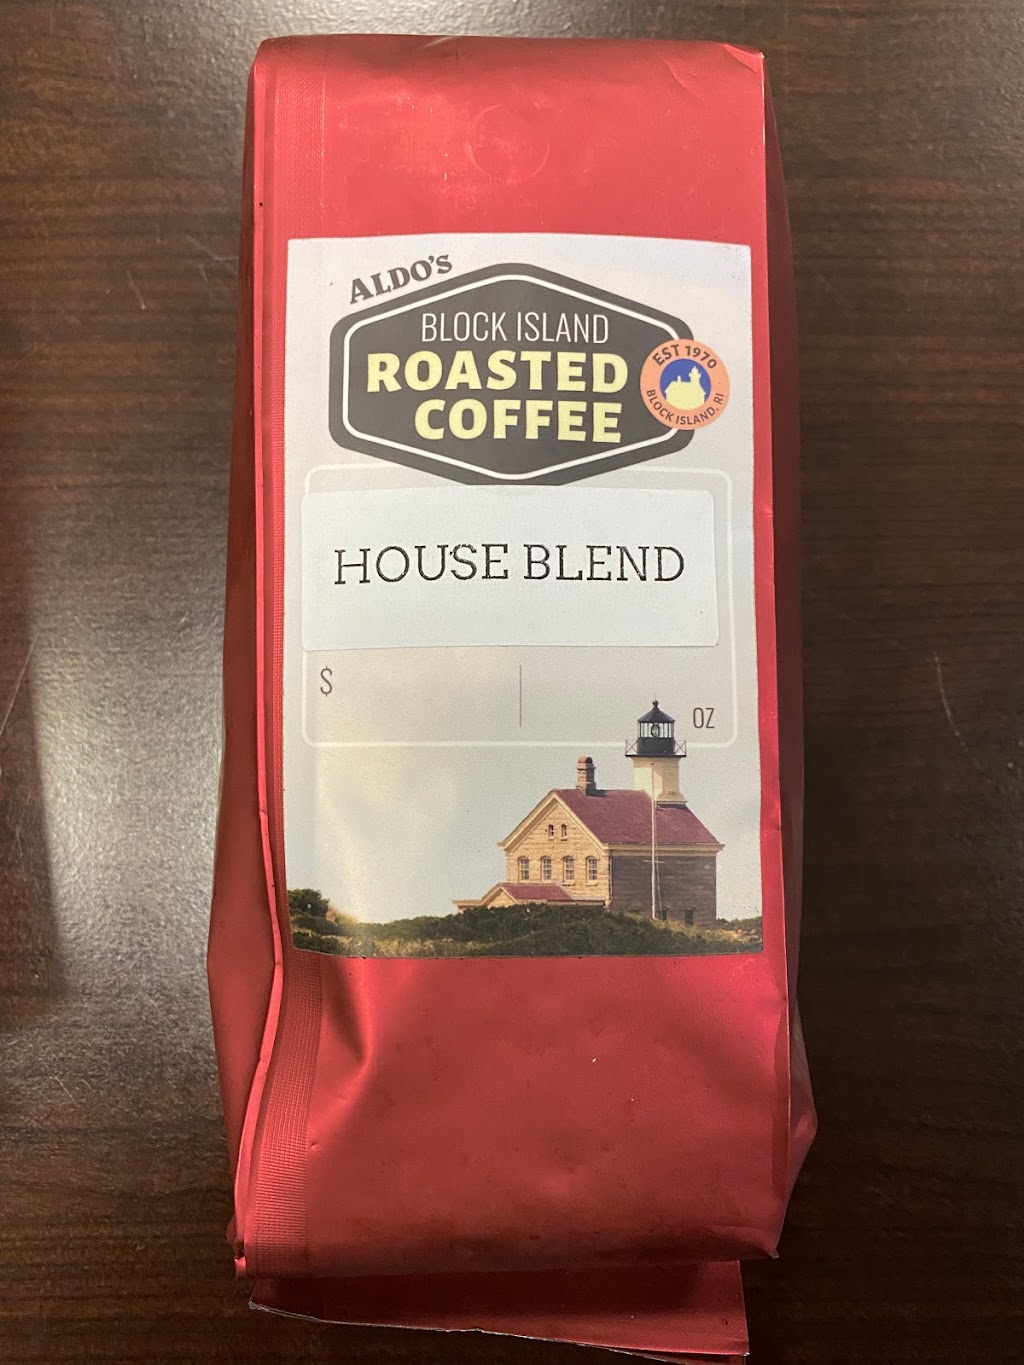 ALDO'S
BLOCK ISLAND
ROASTED
COFFEE
EST 1970
BLOCK ISLAND, RI
HOUSE BLEND
$
OZ